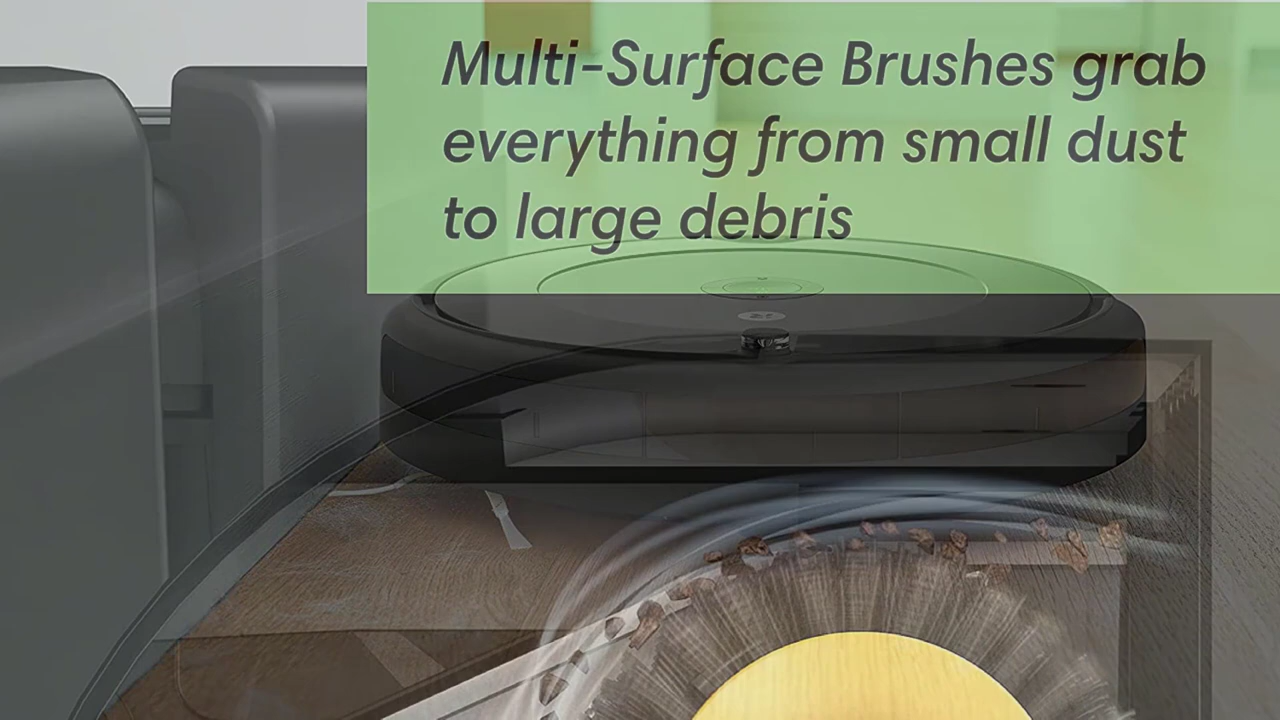 Multi-Surface Brushes grab
everything from small dust
to large debris